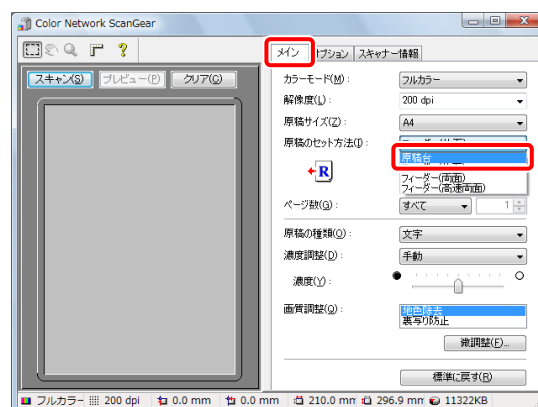 Color Network ScanGear
スキャン(S) プレビュー(P) クリア(C)
メイン オプション スキャナー情報
カラーモード(M): フルカラー
解像度(L): 200 dpi
原稿サイズ(Z): A4
原稿のセット方法(I):
原稿台
フィーダー(両面)
フィーダー(高速両面)
R
ページ数(G): すべて 1
原稿の種類(O): 文字
濃度調整(D): 手動
濃度(Y):
画質調整(Q): 地色除去
裏写り防止
微調整(F)...
標準に戻す(R)
フルカラー 200 dpi 0.0 mm 0.0 mm 210.0 mm 296.9 mm 11322KB